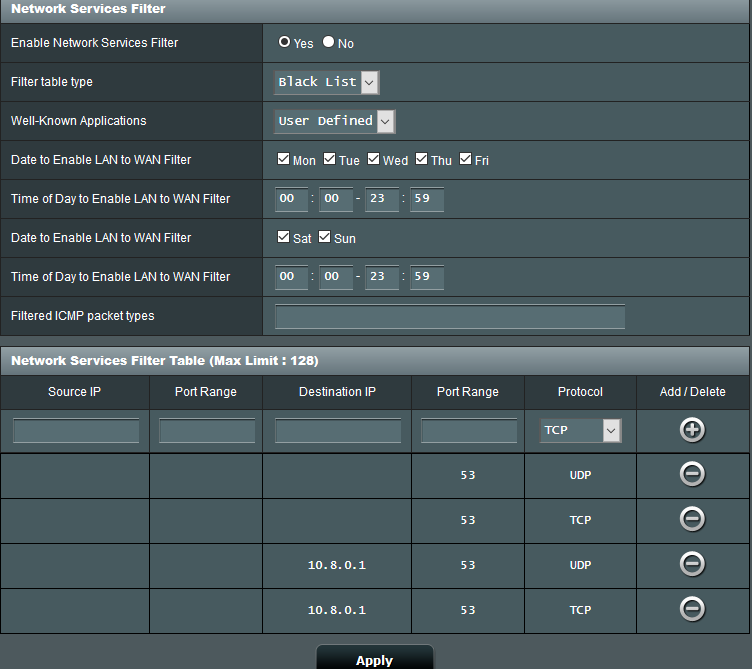 Network Services Filter
Enable Network Services Filter Yes No
Filter table type Black List
Well-Known Applications User Defined
Date to Enable LAN to WAN Filter Mon Tue Wed Thu Fri
Time of Day to Enable LAN to WAN Filter 00 : 00 - 23 : 59
Date to Enable LAN to WAN Filter Sat Sun
Time of Day to Enable LAN to WAN Filter 00 : 00 - 23 : 59
Filtered ICMP packet types
Network Services Filter Table (Max Limit : 128)
Source IP Port Range Destination IP Port Range Protocol Add / Delete
TCP
53 UDP
53 TCP
10.8.0.1 53 UDP
10.8.0.1 53 TCP
Apply